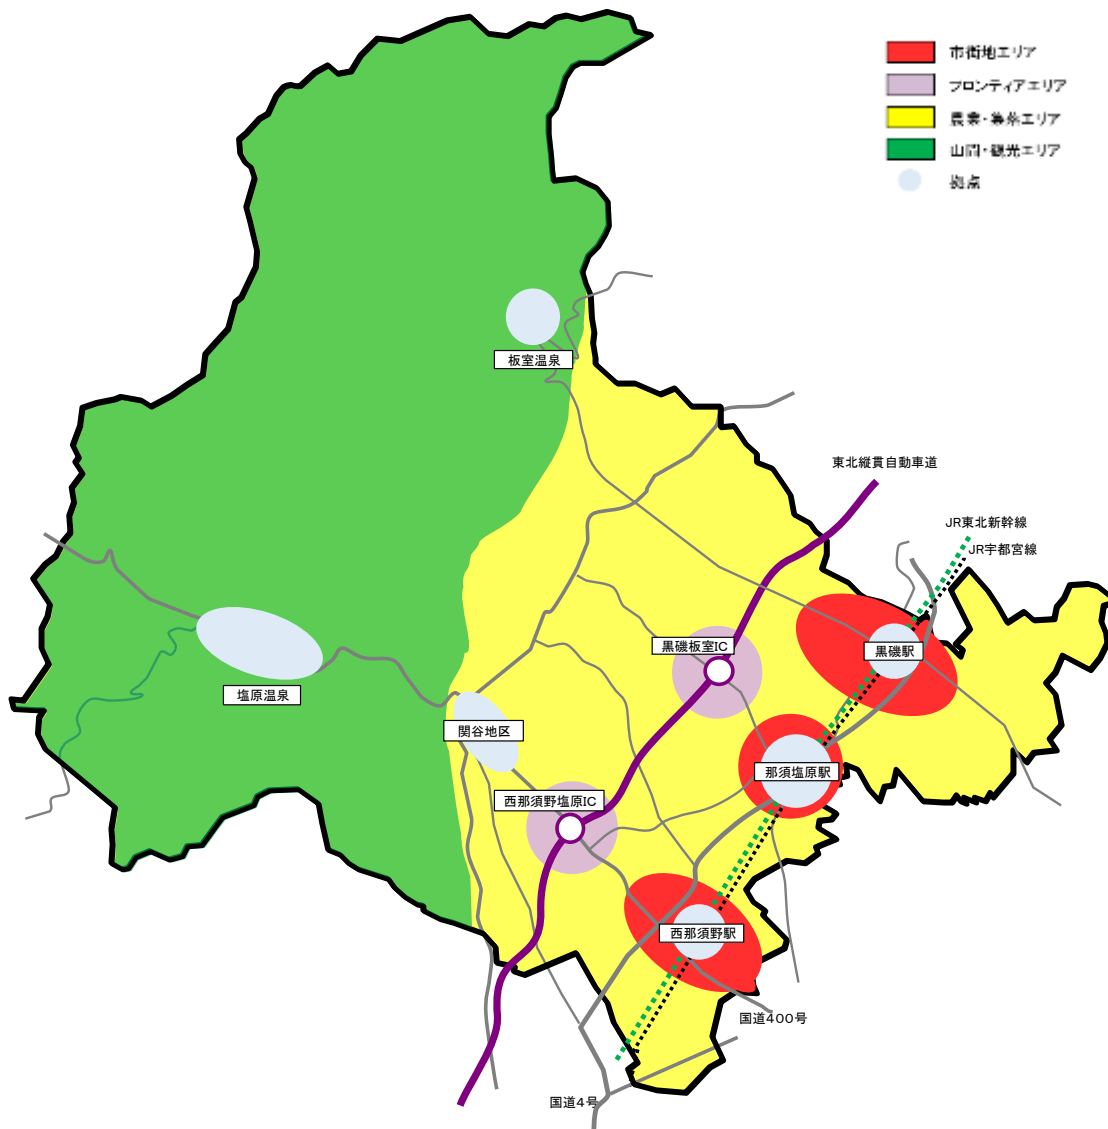 市街地エリア
フロンティアエリア
農業・集落エリア
山間・観光エリア
拠点
板室温泉
東北縦貫自動車道
JR東北新幹線
JR宇都宮線
黒磯板室IC
黒磯駅
塩原温泉
関谷地区
那須塩原駅
西那須野塩原IC
西那須野駅
国道400号
国道4号